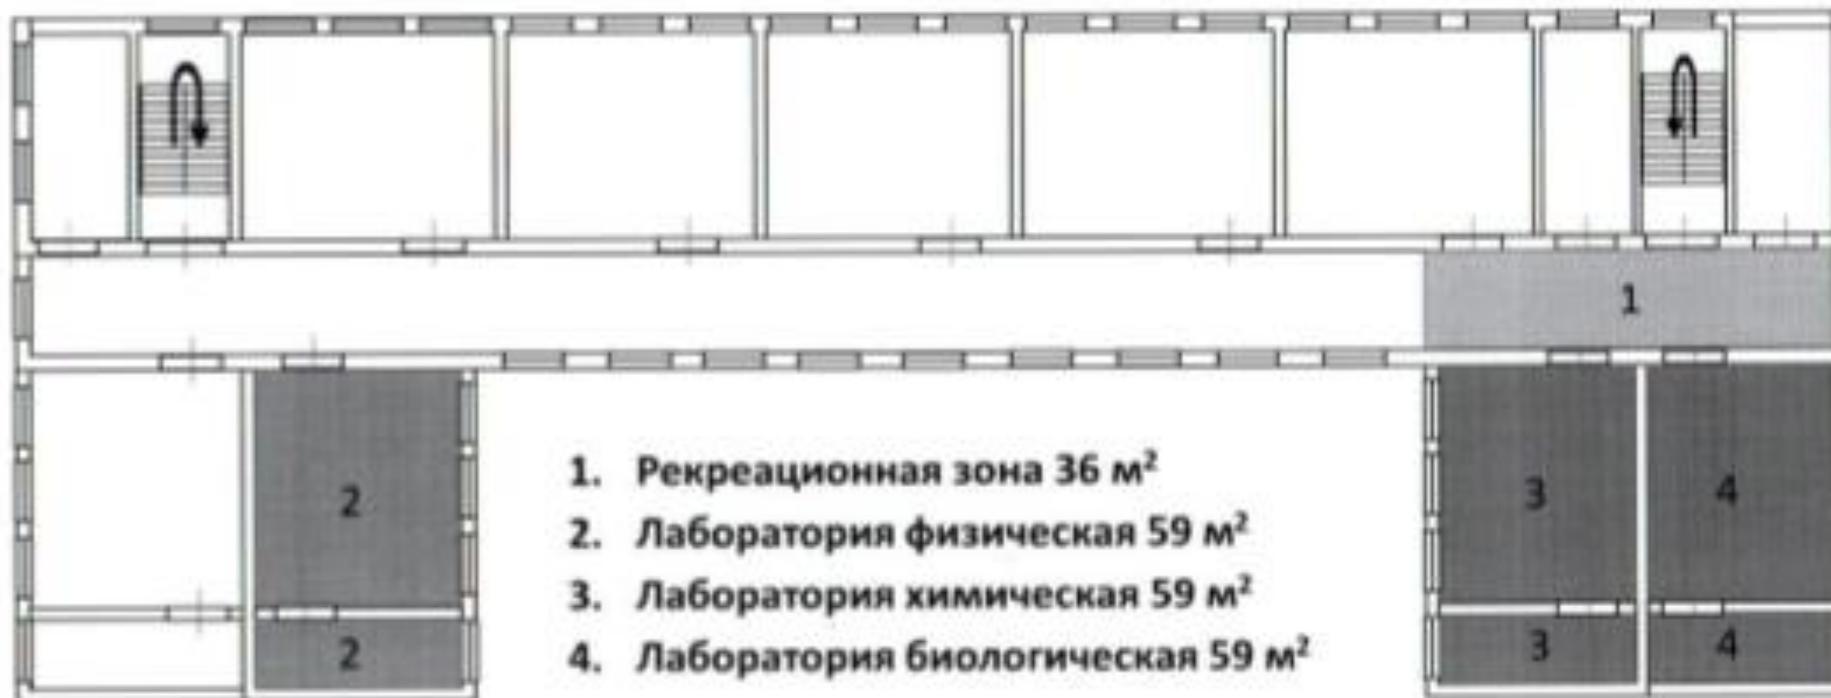 1
2
3
4
2
3
4
1. Рекреационная зона 36 м²
2. Лаборатория физическая 59 м²
3. Лаборатория химическая 59 м²
4. Лаборатория биологическая 59 м²